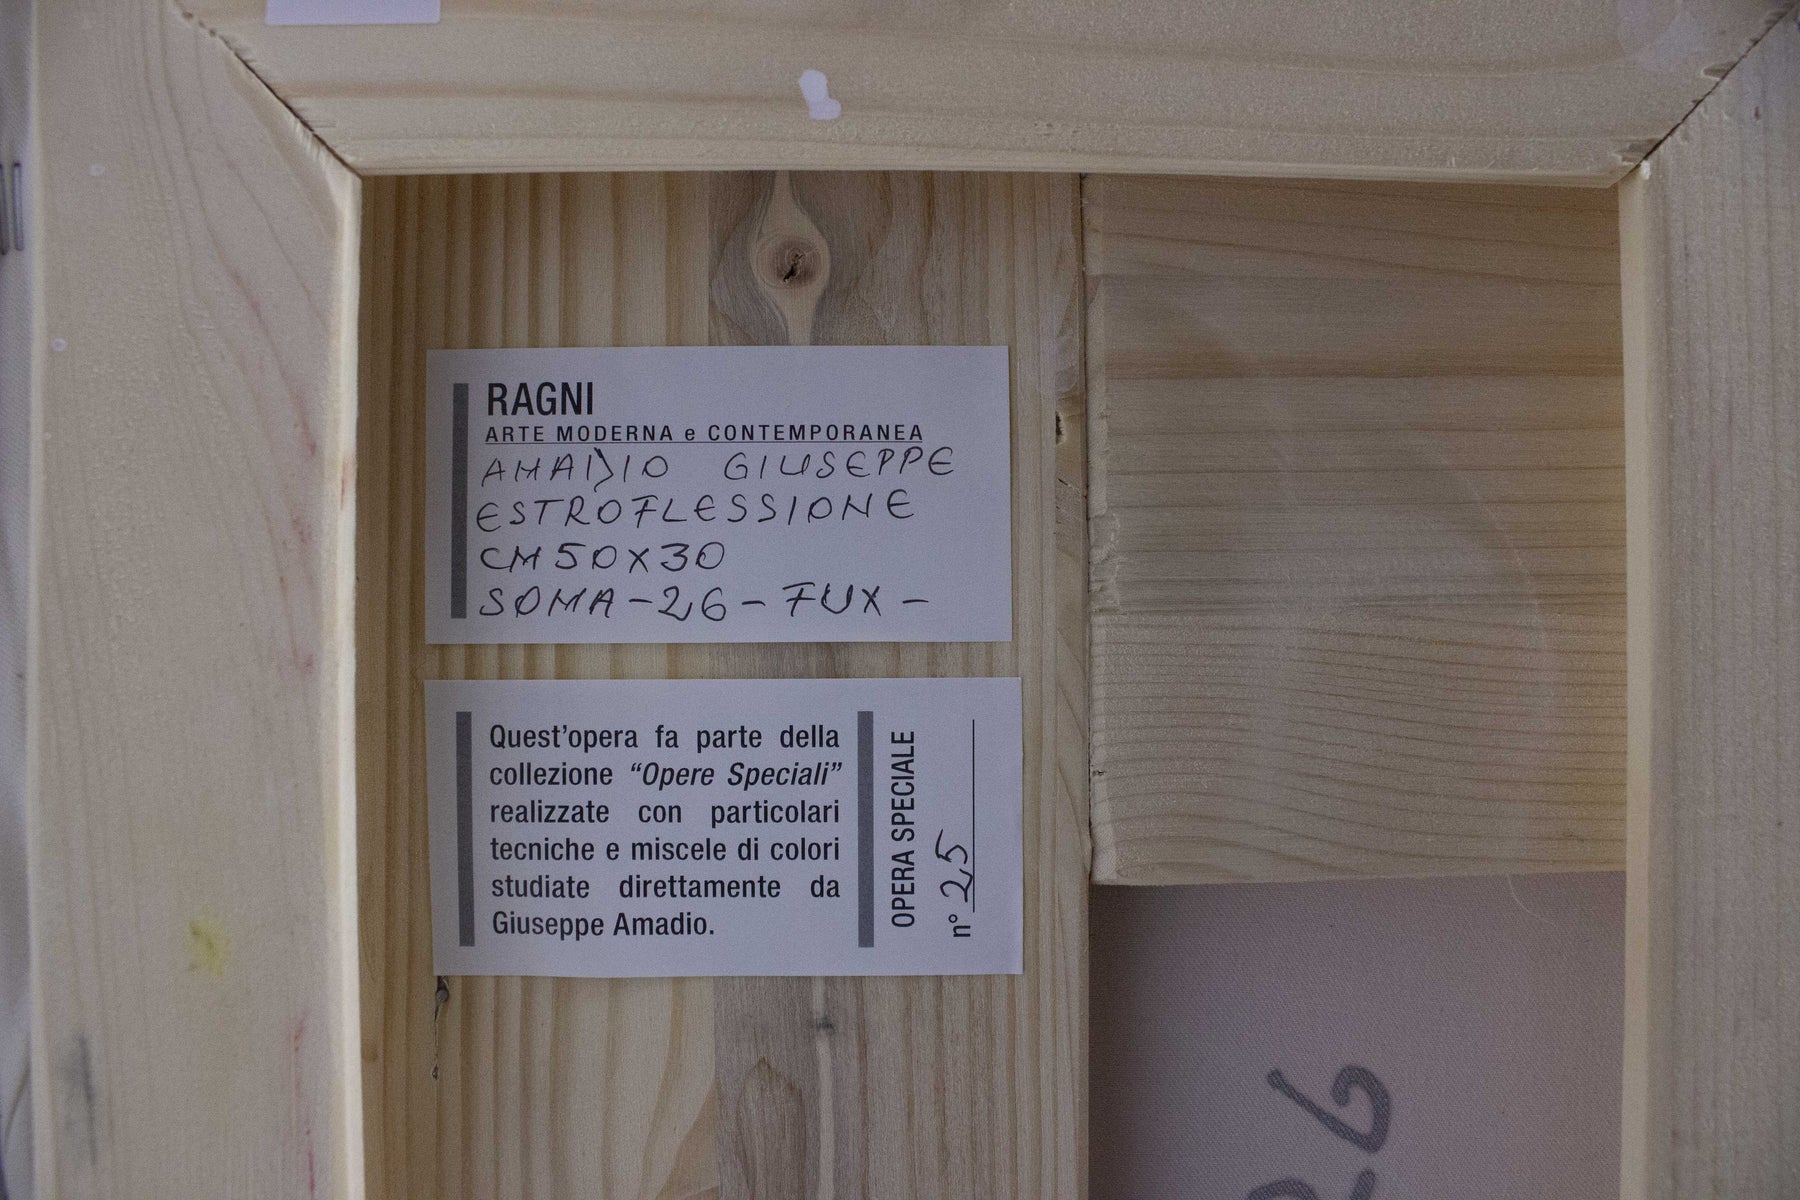 RAGNI
ARTE MODERNA e CONTEMPORANEA
AMADIO GIUSEPPE
ESTROFLESSIONE
CM 50X30
SOMA-26-FUX-
Quest'opera fa parte della
collezione “Opere Speciali”
realizzate con particolari
tecniche e miscele di colori
studiate direttamente da
Giuseppe Amadio.
OPERA SPECIALE
n° 25